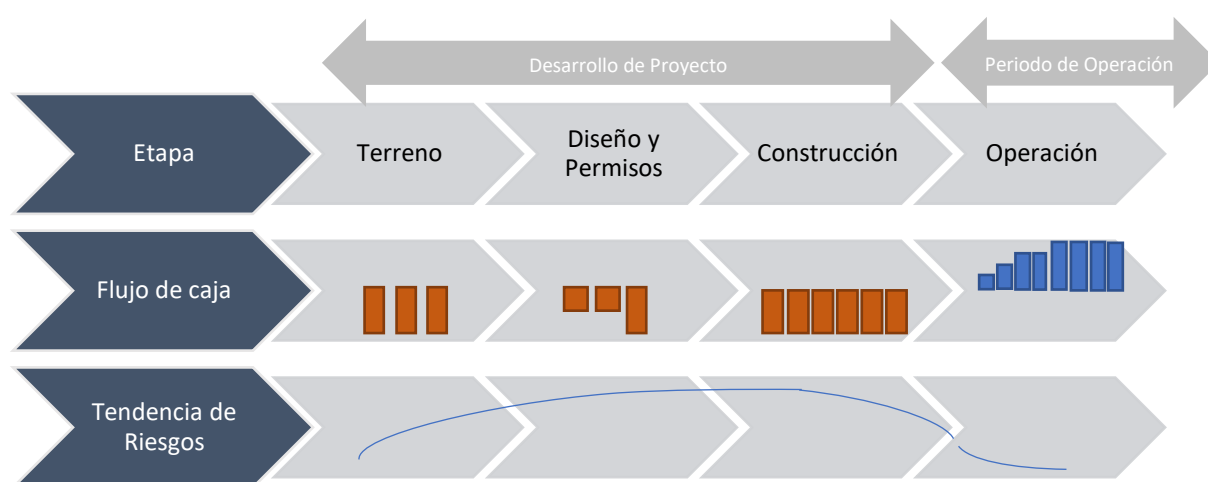 Desarrollo de Proyecto
Periodo de Operación
Etapa
Terreno
Diseño y
Permisos
Construcción
Operación
Flujo de caja
Tendencia de
Riesgos